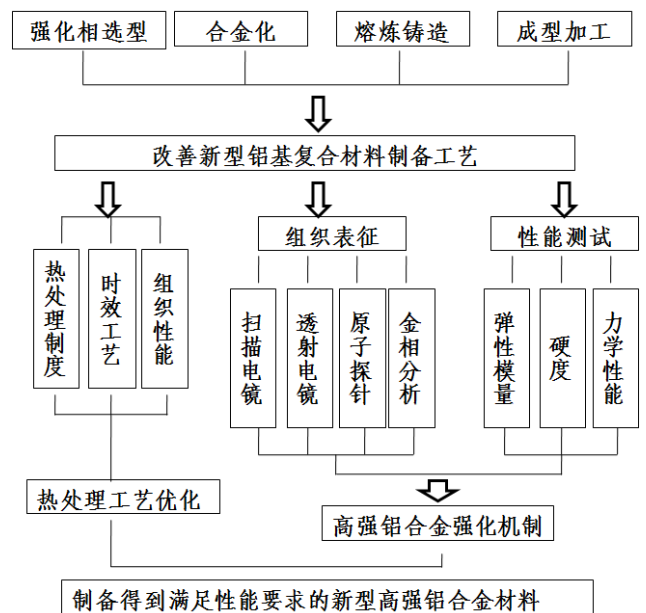 强化相选型
合金化
熔炼铸造
成型加工
改善新型铝基复合材料制备工艺
组织表征
性能测试
热处理制度
时效工艺
组织性能
扫描电镜
透射电镜
原子探针
金相分析
弹性模量
硬度
力学性能
热处理工艺优化
高强铝合金强化机制
制备得到满足性能要求的新型高强铝合金材料